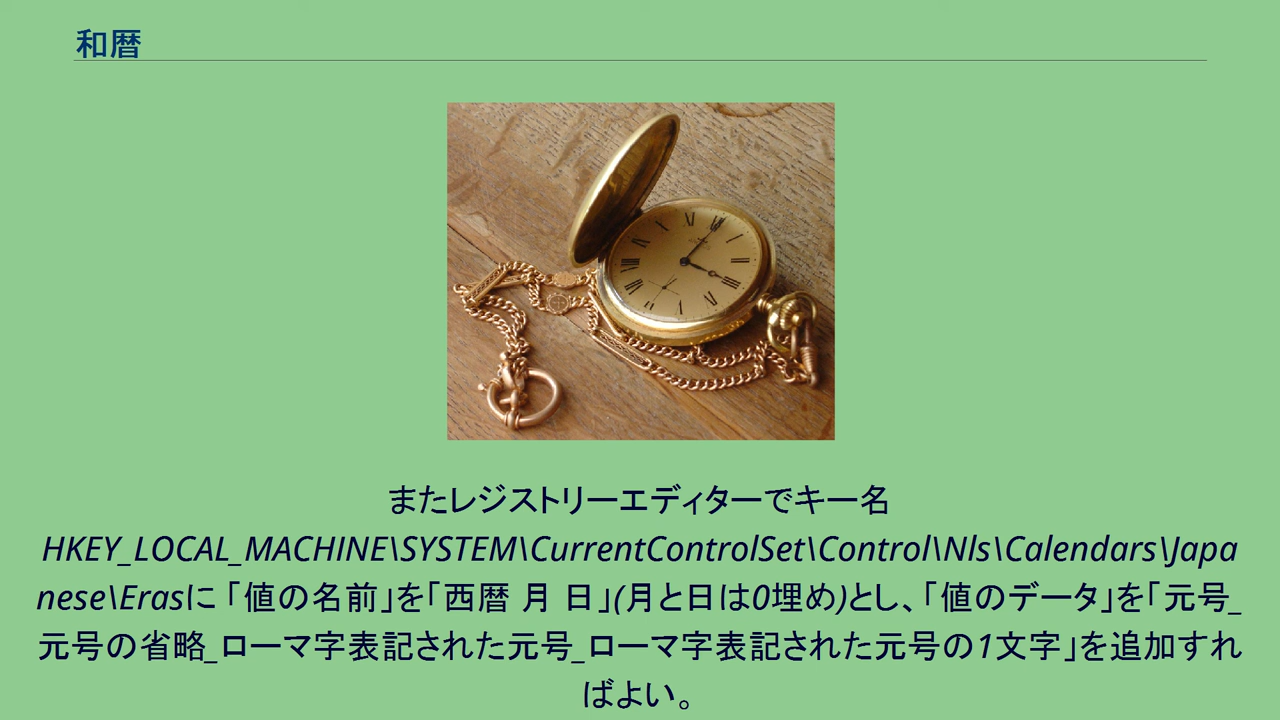 和暦
またレジストリーエディターでキー名
HKEY_LOCAL_MACHINE\SYSTEM\CurrentControlSet\Control\Nls\Calendars\Japa
nese\Erasに「値の名前」を「西暦 月 日」(月と日は0埋め)とし、「値のデータ」を「元号_
元号の省略_ローマ字表記された元号_ローマ字表記された元号の1文字」を追加すれ
ばよい。